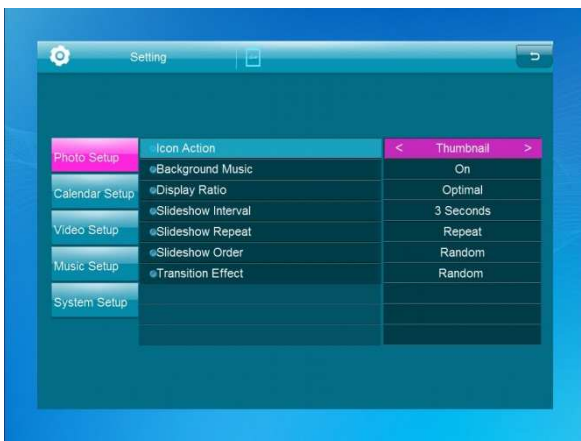 Setting
Photo Setup
Calendar Setup
Video Setup
Music Setup
System Setup
Icon Action < Thumbnail >
Background Music On
Display Ratio Optimal
Slideshow Interval 3 Seconds
Slideshow Repeat Repeat
Slideshow Order Random
Transition Effect Random